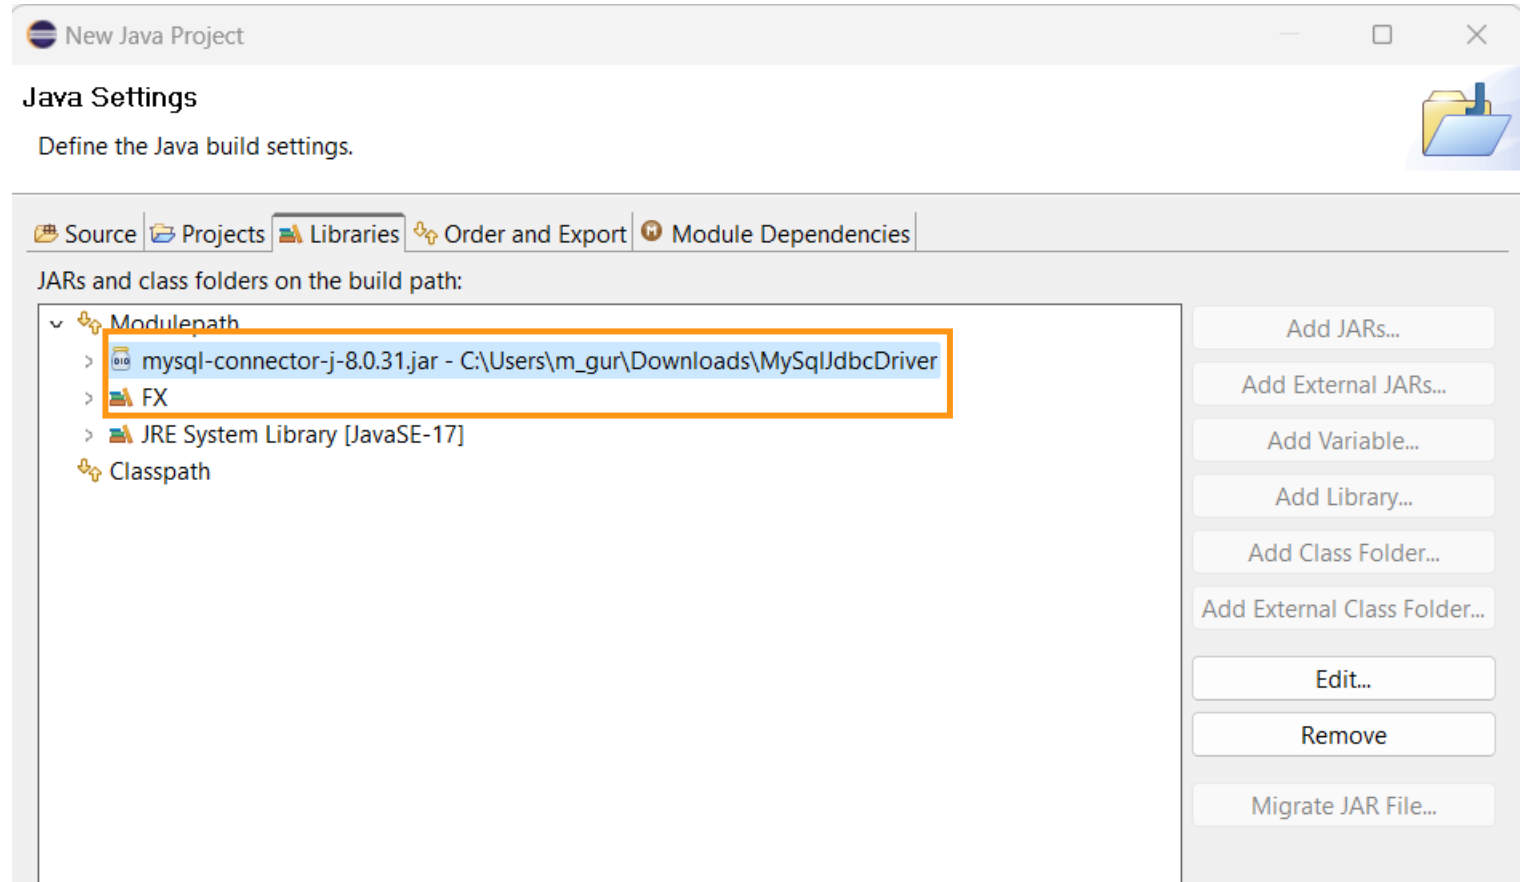 New Java Project
Java Settings
Define the Java build settings.
Source Projects Libraries Order and Export Module Dependencies
JARs and class folders on the build path:
Modulepath
mysql-connector-j-8.0.31.jar - C:\Users\m_gur\Downloads\MySqlJdbcDriver
FX
JRE System Library [JavaSE-17]
Classpath
Add JARs...
Add External JARs...
Add Variable...
Add Library...
Add Class Folder...
Add External Class Folder...
Edit...
Remove
Migrate JAR File...